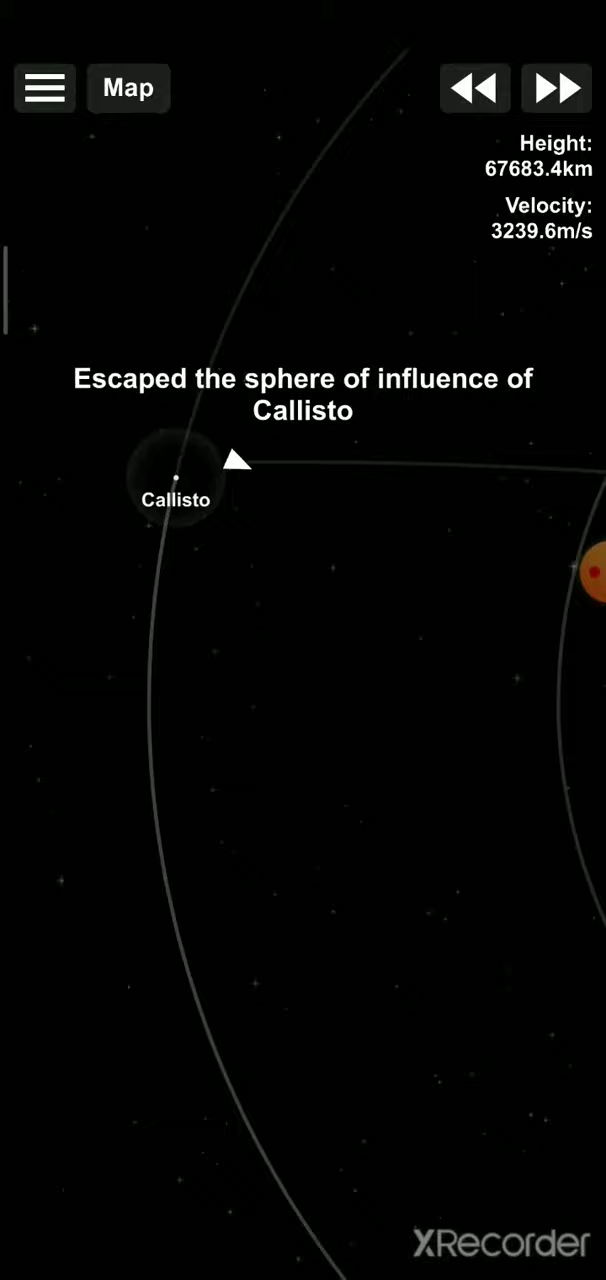 Map
Height:
67683.4km
Velocity:
3239.6m/s
Escaped the sphere of influence of
Callisto
Callisto
XRecorder